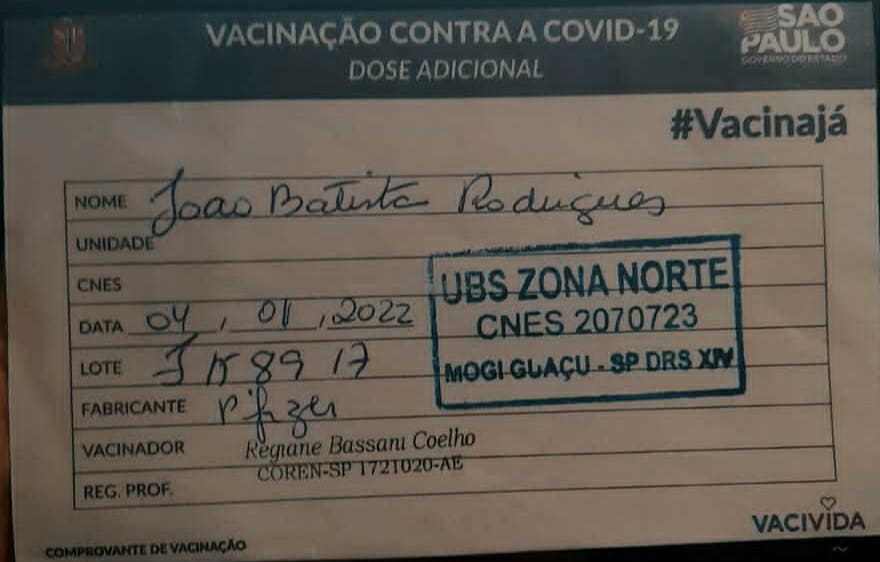 VACINAÇÃO CONTRA A COVID-19
DOSE ADICIONAL
SÃO
PAULO
GOVERNO DO ESTADO
#Vacinajá
NOME Joao Batista Rodrigues
UNIDADE
CNES
UBS ZONA NORTE
CNES 2070723
MOGI GUAÇU - SP DRS XIV
DATA 04 , 01 , 2022
LOTE 8917
FABRICANTE Pfizer
VACINADOR Regiane Bassani Coelho
COREN-SP 1721020-AE
REG. PROF.
VACIVIDA
COMPROVANTE DE VACINAÇÃO